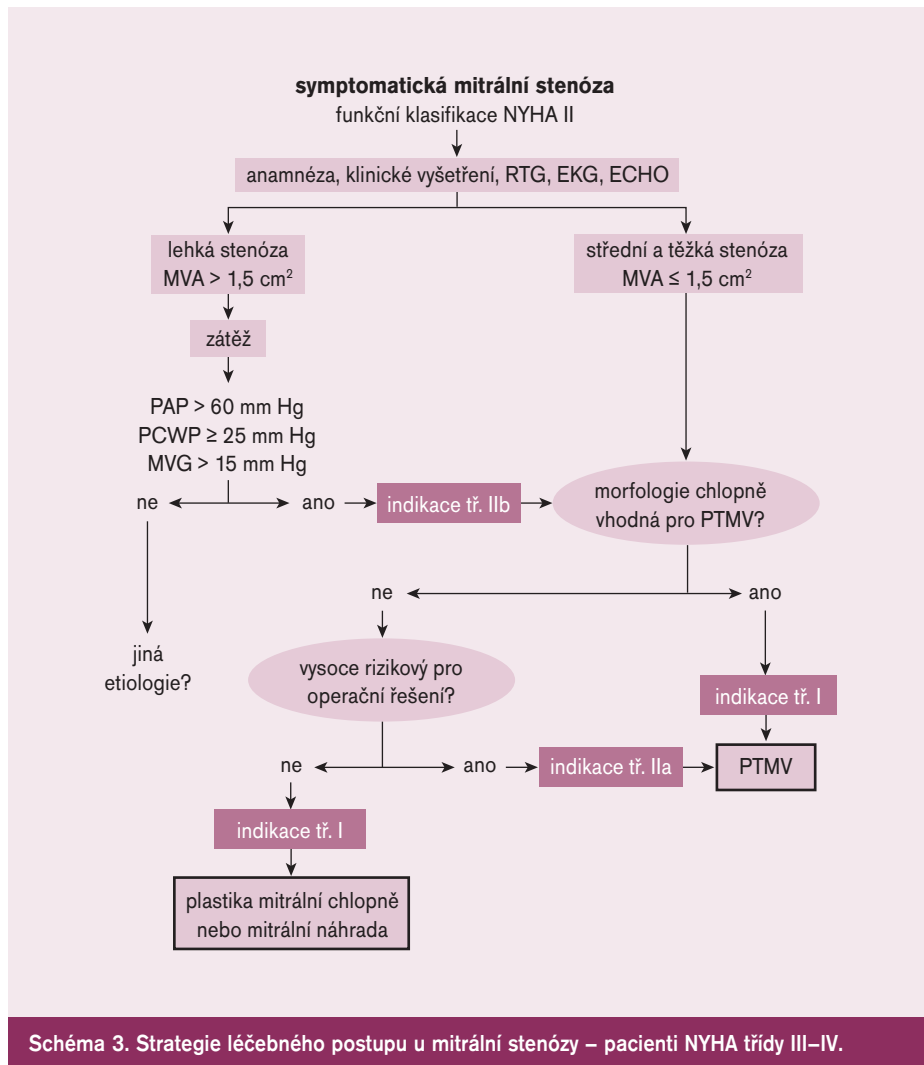 symptomatická mitrální stenóza
funkční klasifikace NYHA II
anamnéza, klinické vyšetření, RTG, EKG, ECHO
lehká stenóza
MVA > 1,5 cm²
střední a těžká stenóza
MVA ≤ 1,5 cm²
zátěž
PAP > 60 mm Hg
PCWP ≥ 25 mm Hg
MVG > 15 mm Hg
ne
ano
indikace tř. IIb
morfologie chlopně
vhodná pro PTMV?
jiná
etiologie?
ne
ano
vysoce rizikový pro
operační řešení?
indikace tř. I
ne
ano
indikace tř. IIa
PTMV
indikace tř. I
plastika mitrální chlopně
nebo mitrální náhrada
Schéma 3. Strategie léčebného postupu u mitrální stenózy – pacienti NYHA třídy III–IV.